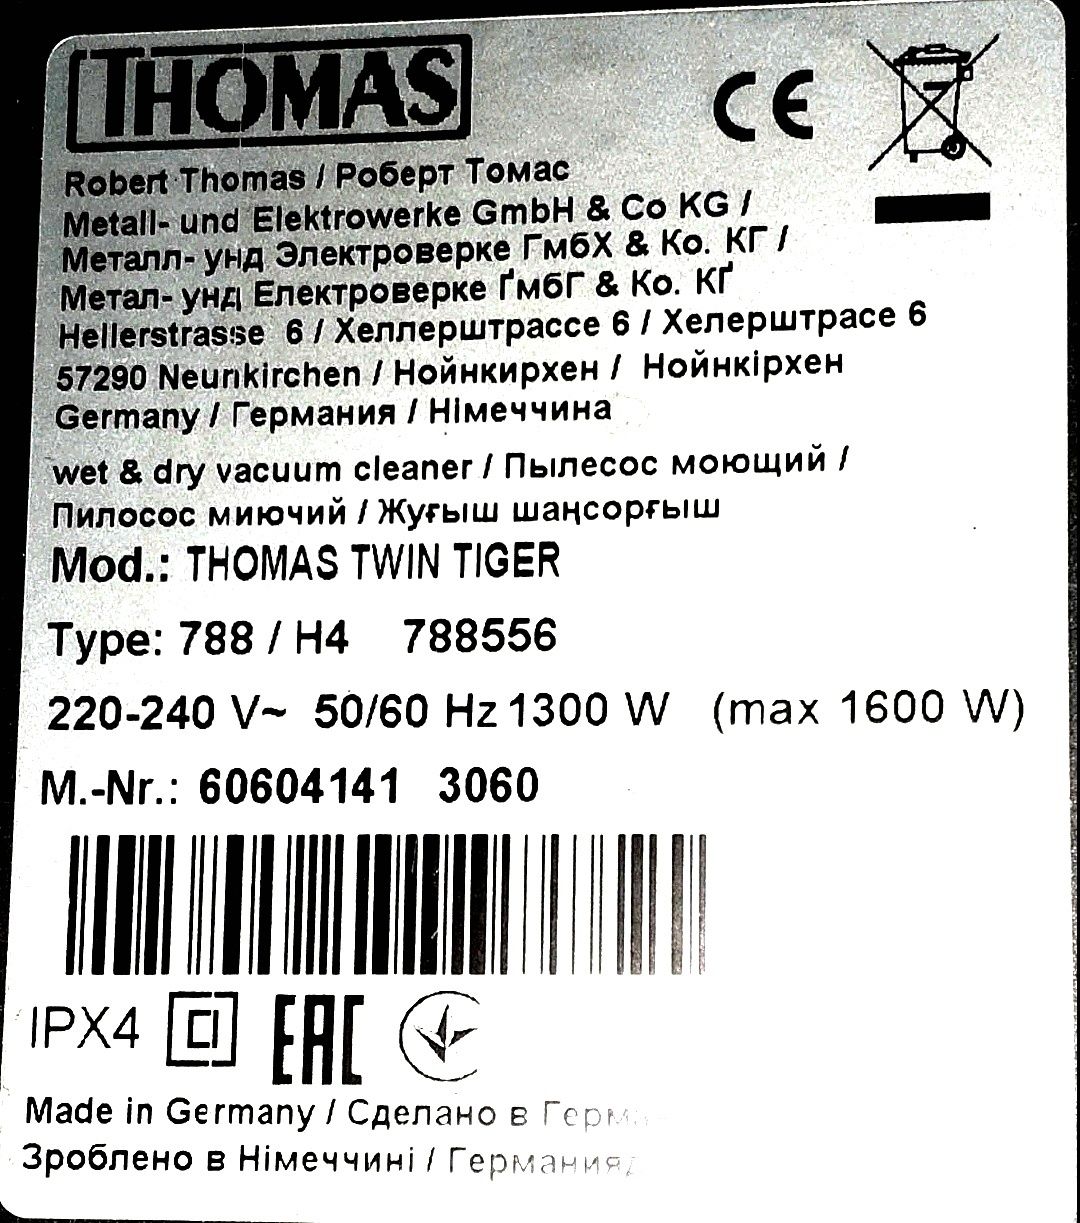 THOMAS
CE
Robert Thomas / Роберт Томас
Metall- und Elektrowerke GmbH & Co KG /
Металл- унд Электроверке ГмбХ & Ко. КГ /
Метал- унд Електроверке ҐмбГ & Ко. КҐ
Hellerstrasse 6 / Хеллерштрассе 6 / Хелерштрасе 6
57290 Neunkirchen / Нойнкирхен / Нойнкірхен
Germany / Германия / Німеччина
wet & dry vacuum cleaner / Пылесос моющий /
Пилосос миючий / Жуғыш шаңсорғыш
Mod.: THOMAS TWIN TIGER
Type: 788 / H4 788556
220-240 V~ 50/60 Hz 1300 W (max 1600 W)
M.-Nr.: 60604141 3060
IPX4 EAC
Made in Germany / Сделано в
Зроблено в Німеччині / Германия